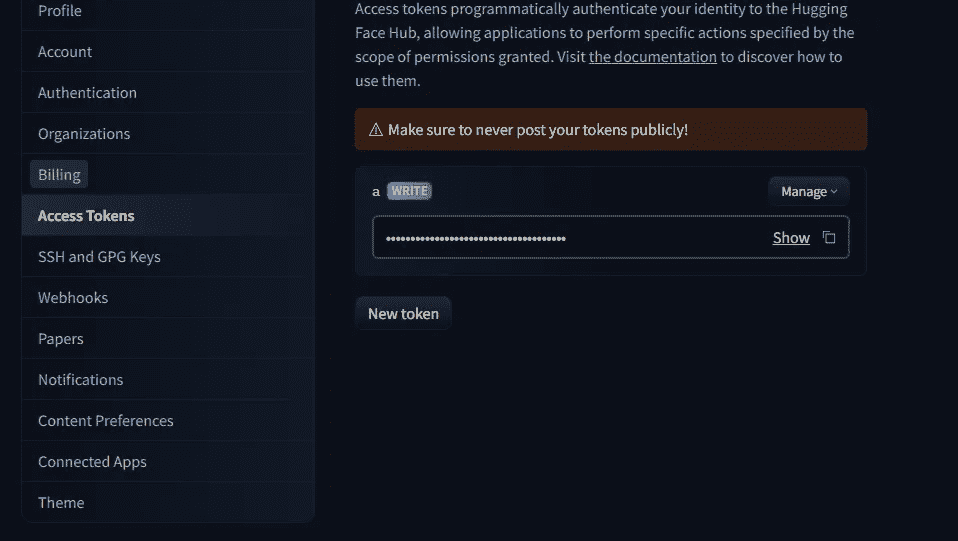 Profile
Account
Authentication
Organizations
Billing
Access Tokens
SSH and GPG Keys
Webhooks
Papers
Notifications
Content Preferences
Connected Apps
Theme
Access tokens programmatically authenticate your identity to the Hugging
Face Hub, allowing applications to perform specific actions specified by the
scope of permissions granted. Visit the documentation to discover how to
use them.
⚠ Make sure to never post your tokens publicly!
a WRITE
Manage
••••••••••••••••••••••••••••••••••••• Show
New token